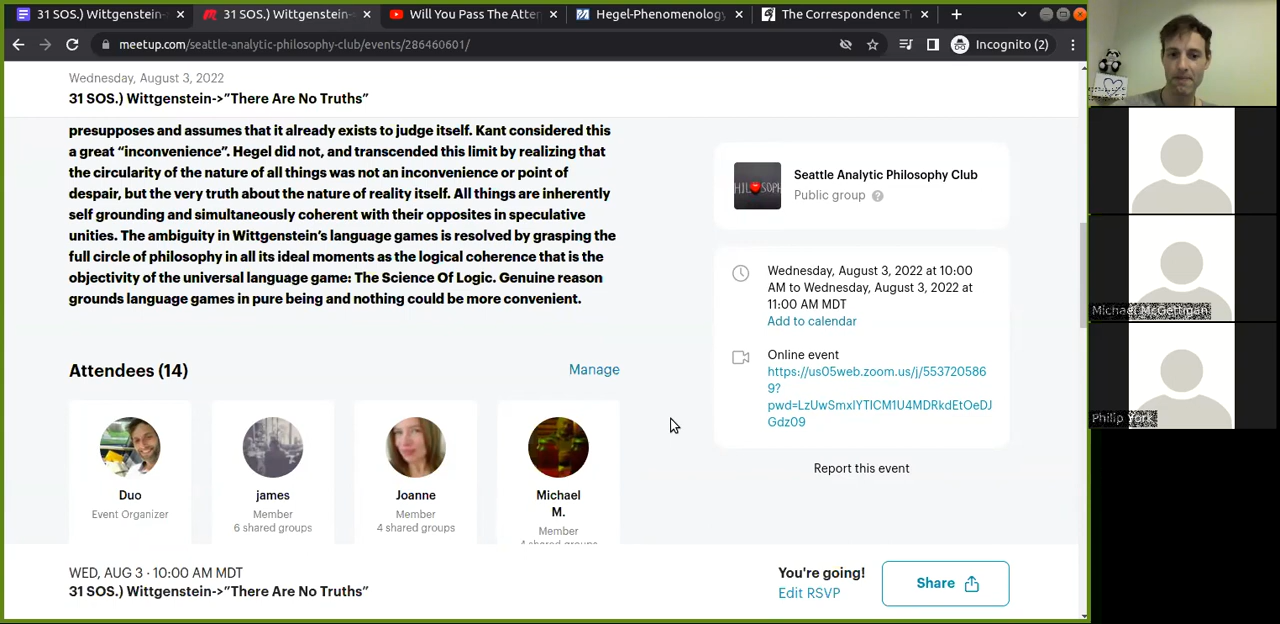 31 SOS.) Wittgenstein-
31 SOS.) Wittgenstein-
Will You Pass The Atte
Hegel-Phenomenology
The Correspondence T
meetup.com/seattle-analytic-philosophy-club/events/286460601/
Incognito (2)
Wednesday, August 3, 2022
31 SOS.) Wittgenstein->”There Are No Truths”
presupposes and assumes that it already exists to judge itself. Kant considered this
a great “inconvenience”. Hegel did not, and transcended this limit by realizing that
the circularity of the nature of all things was not an inconvenience or point of
despair, but the very truth about the nature of reality itself. All things are inherently
self grounding and simultaneously coherent with their opposites in speculative
unities. The ambiguity in Wittgenstein’s language games is resolved by grasping the
full circle of philosophy in all its ideal moments as the logical coherence that is the
objectivity of the universal language game: The Science Of Logic. Genuine reason
grounds language games in pure being and nothing could be more convenient.
Attendees (14)
Manage
Duo
Event Organizer
james
Member
6 shared groups
Joanne
Member
4 shared groups
Michael
M.
Member
4 shared groups
Seattle Analytic Philosophy Club
Public group
Wednesday, August 3, 2022 at 10:00
AM to Wednesday, August 3, 2022 at
11:00 AM MDT
Add to calendar
Online event
https://us05web.zoom.us/j/553720586
9?
pwd=LzUwSmxlYTlCM1U4MDRkdEtOeDJ
Gdz09
Report this event
WED, AUG 3 · 10:00 AM MDT
31 SOS.) Wittgenstein->”There Are No Truths”
You're going!
Edit RSVP
Share
Michael McGettigan
Philip York